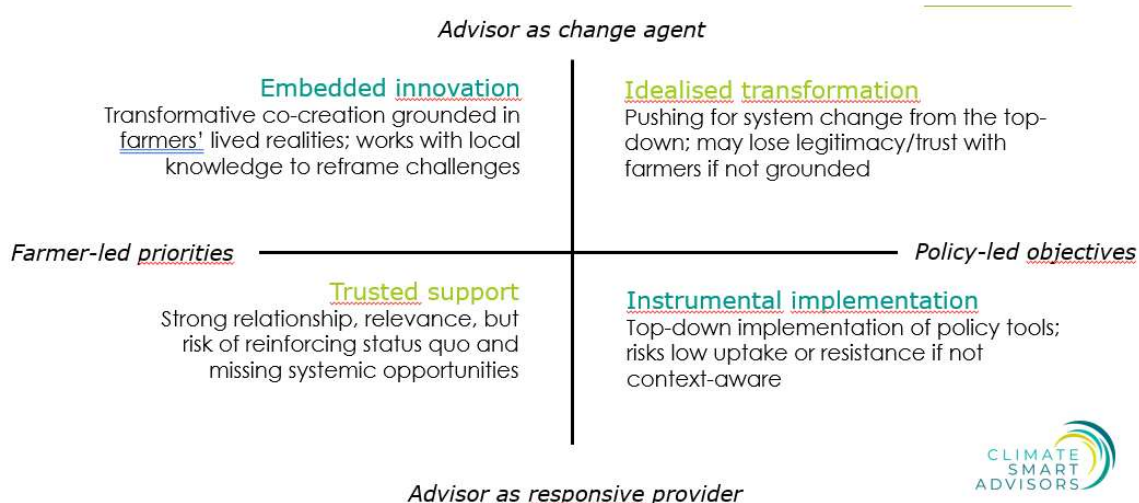 Advisor as change agent
Embedded innovation
Transformative co-creation grounded in
farmers' lived realities; works with local
knowledge to reframe challenges
Idealised transformation
Pushing for system change from the top-
down; may lose legitimacy/trust with
farmers if not grounded
Farmer-led priorities
Policy-led objectives
Trusted support
Strong relationship, relevance, but
risk of reinforcing status quo and
missing systemic opportunities
Instrumental implementation
Top-down implementation of policy tools;
risks low uptake or resistance if not
context-aware
CLIMATE
SMART
ADVISORS
Advisor as responsive provider